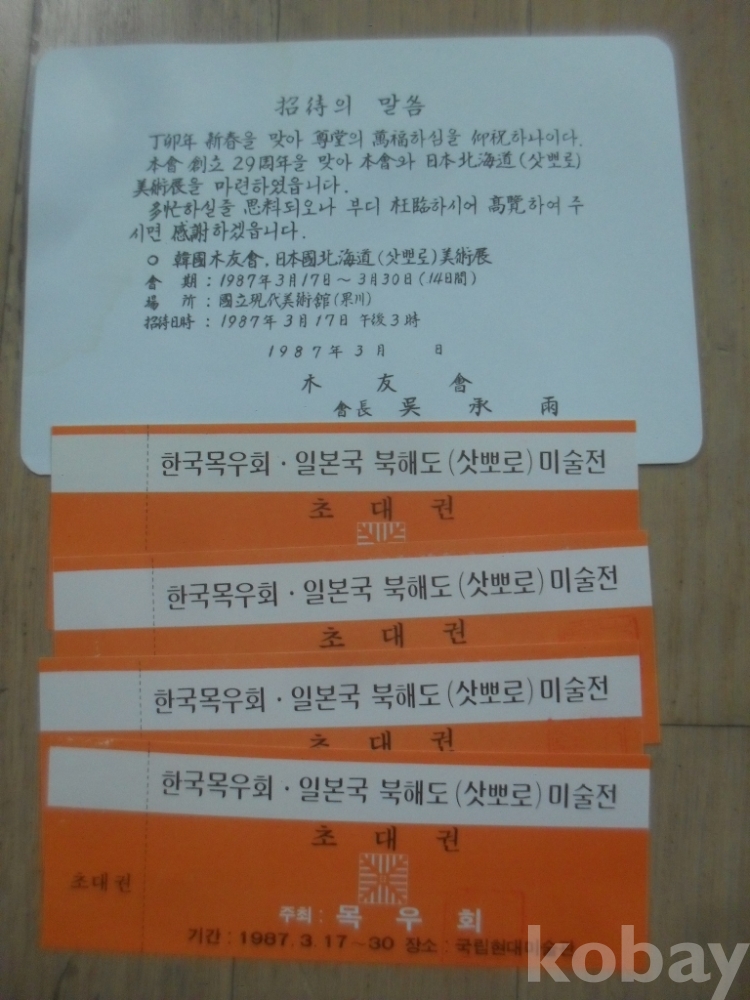 招待의 말씀
丁卯年 新春을 맞아 尊堂의 萬福하심을 仰祝하나이다.
本會 創立 29周年을 맞아 本會와 日本北海道(삿뽀로)
美術展을 마련하였읍니다.
多忙하실줄 思料되오나 부디 枉臨하시어 高覽하여 주
시면 感謝하겠읍니다.
○ 韓國木友會. 日本國北海道(삿뽀로)美術展
會 期 : 1987年3月17日~3月30日(14日間)
場 所 : 國立現代美術舘(果川)
招待日時 : 1987年 3月17日 午後3時
1987年 3月 日
木 友 會
會長 吳 承 雨
한국목우회·일본국 북해도(삿뽀로)미술전
초 대 권
한국목우회·일본국 북해도(삿뽀로)미술전
초 대 권
한국목우회·일본국 북해도(삿뽀로)미술전
초 대 권
한국목우회·일본국 북해도(삿뽀로)미술전
초 대 권
초대권
주최 : 목 우 회
기간 : 1987. 3. 17~30 장소 : 국립현대미술관
kobay